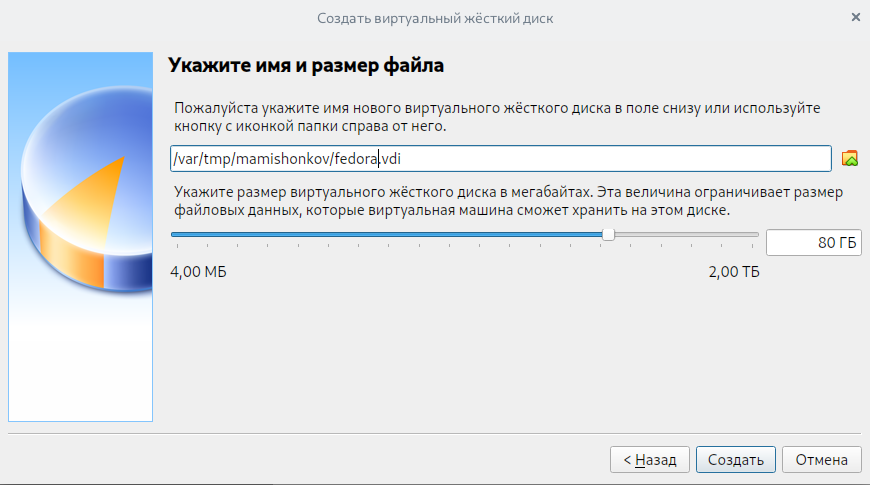 Создать виртуальный жёсткий диск
Укажите имя и размер файла
Пожалуйста укажите имя нового виртуального жёсткого диска в поле снизу или используйте
кнопку с иконкой папки справа от него.
/var/tmp/mamishonkov/fedora.vdi
Укажите размер виртуального жёсткого диска в мегабайтах. Эта величина ограничивает размер
файловых данных, которые виртуальная машина сможет хранить на этом диске.
80 ГБ
4,00 МБ
2,00 ТБ
< Назад
Создать
Отмена